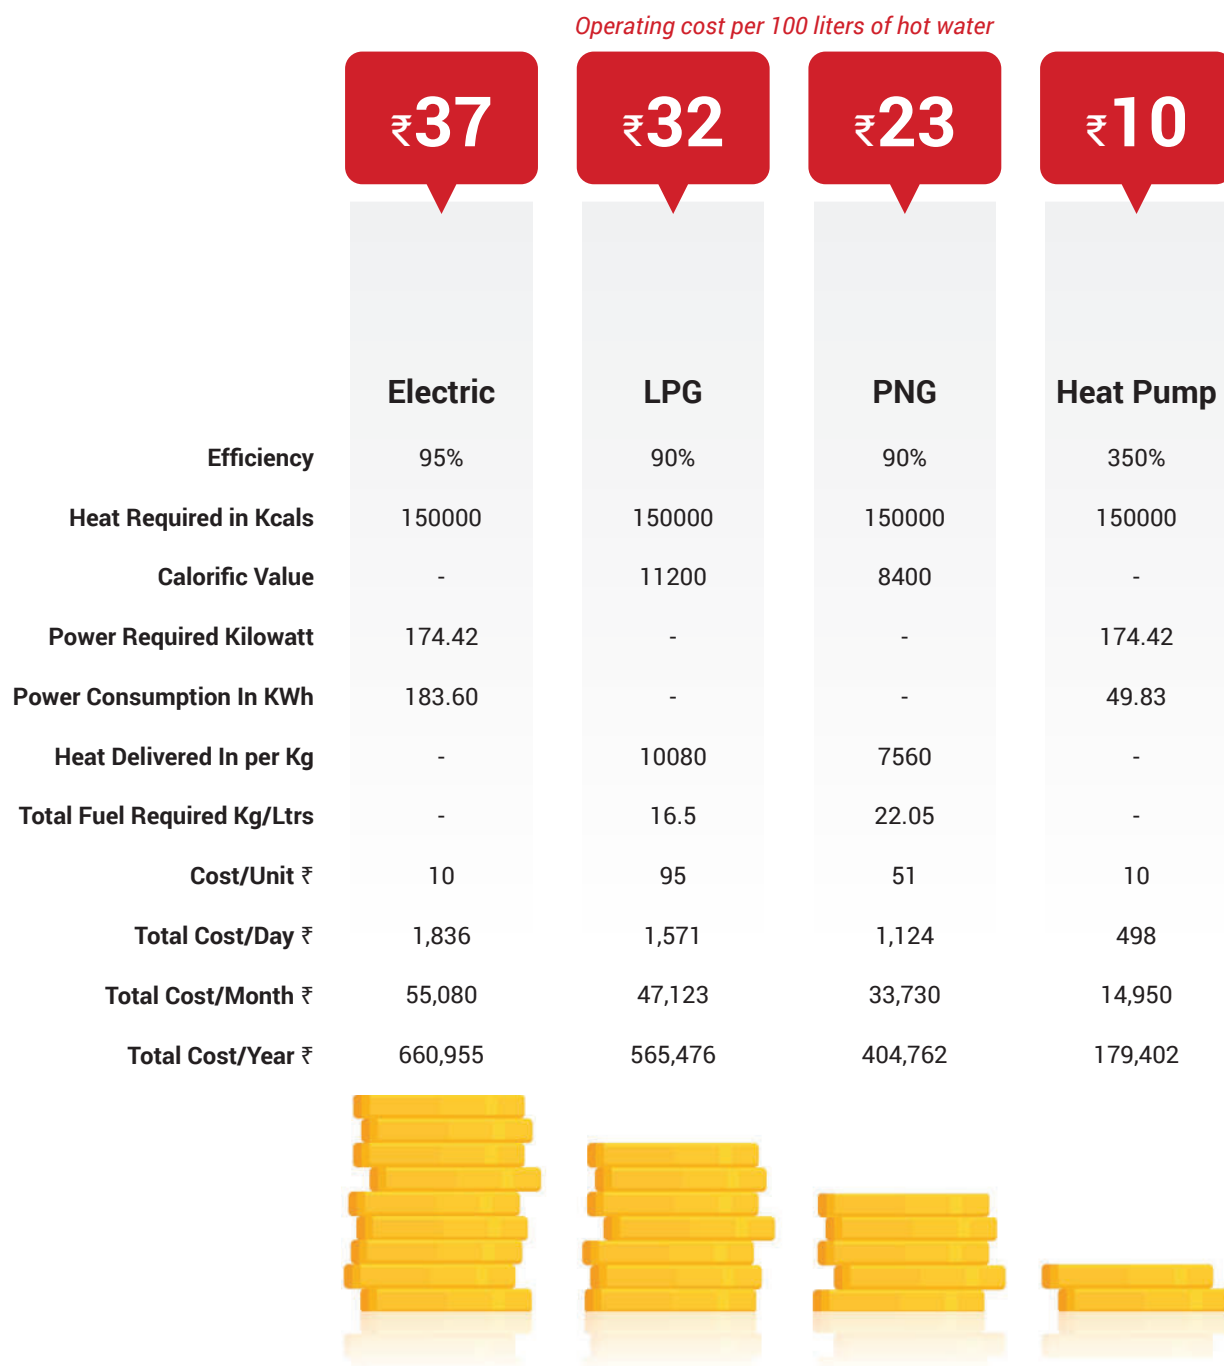 Operating cost per 100 liters of hot water
₹37 ₹32 ₹23 ₹10
Electric LPG PNG Heat Pump
Efficiency 95% 90% 90% 350%
Heat Required in Kcals 150000 150000 150000 150000
Calorific Value - 11200 8400 -
Power Required Kilowatt 174.42 - - 174.42
Power Consumption In KWh 183.60 - - 49.83
Heat Delivered In per Kg - 10080 7560 -
Total Fuel Required Kg/Ltrs - 16.5 22.05 -
Cost/Unit ₹ 10 95 51 10
Total Cost/Day ₹ 1,836 1,571 1,124 498
Total Cost/Month ₹ 55,080 47,123 33,730 14,950
Total Cost/Year ₹ 660,955 565,476 404,762 179,402